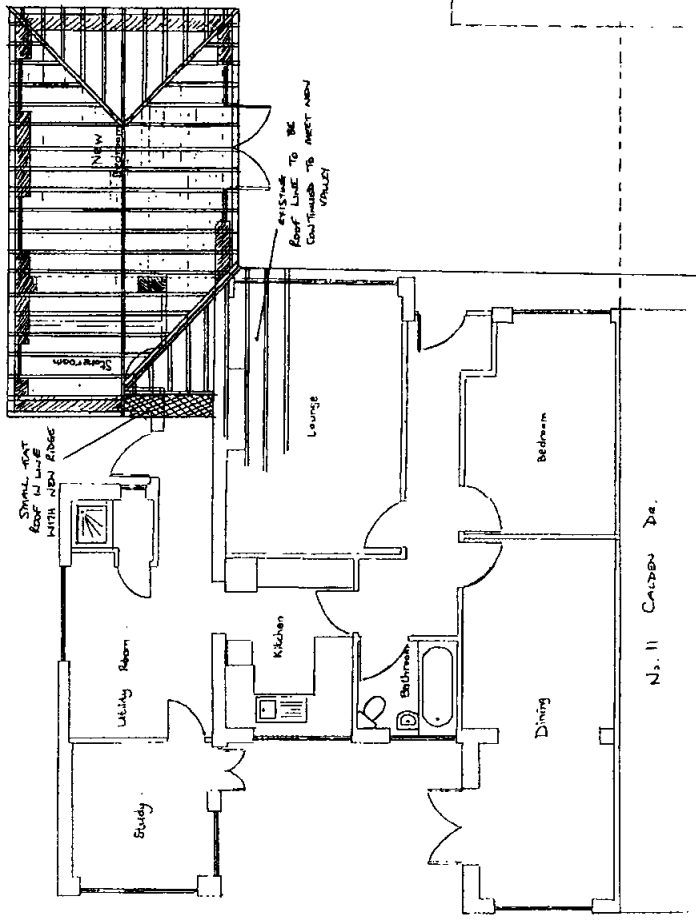 NEW
Bedroom
Storeroom
EXISTING
ROOF LINE TO BE
CONTINUED TO MEET NEW
VALLEY
SMALL FLAT
ROOF IN LINE
WITH NEW RIDGE
Lounge
Bedroom
Utility Room
Kitchen
Bathroom
Study
Dining
No. 11 CALDEN DR.